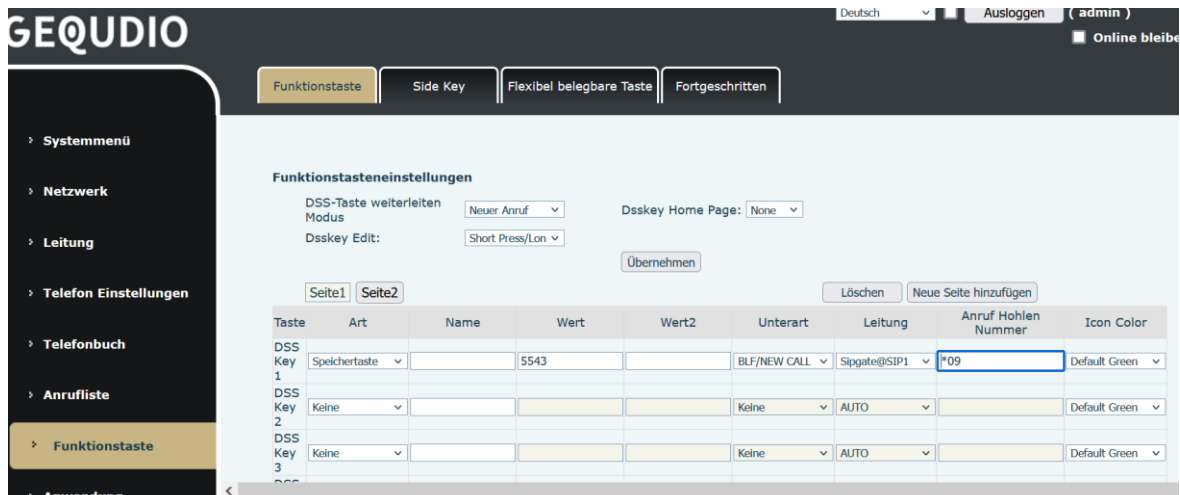 Deutsch Ausloggen ( admin )
GEQUDIO
Online bleibe
Funktionstaste Side Key Flexibel belegbare Taste Fortgeschritten
Systemmenü
Netzwerk
Leitung
Telefon Einstellungen
Telefonbuch
Anrufliste
Funktionstaste
Anwendung
Funktionstasteneinstellungen
DSS-Taste weiterleiten
Modus
Neuer Anruf
Dsskey Home Page: None
Dsskey Edit: Short Press/Lon
Übernehmen
Seite1 Seite2 Löschen Neue Seite hinzufügen
Taste Art Name Wert Wert2 Unterart Leitung Anruf Hohlen
Nummer Icon Color
DSS
Key
1
Speichertaste 5543 BLF/NEW CALL Sipgate@SIP1 *09 Default Green
DSS
Key
2
Keine Keine AUTO Default Green
DSS
Key
3
Keine Keine AUTO Default Green
DSS